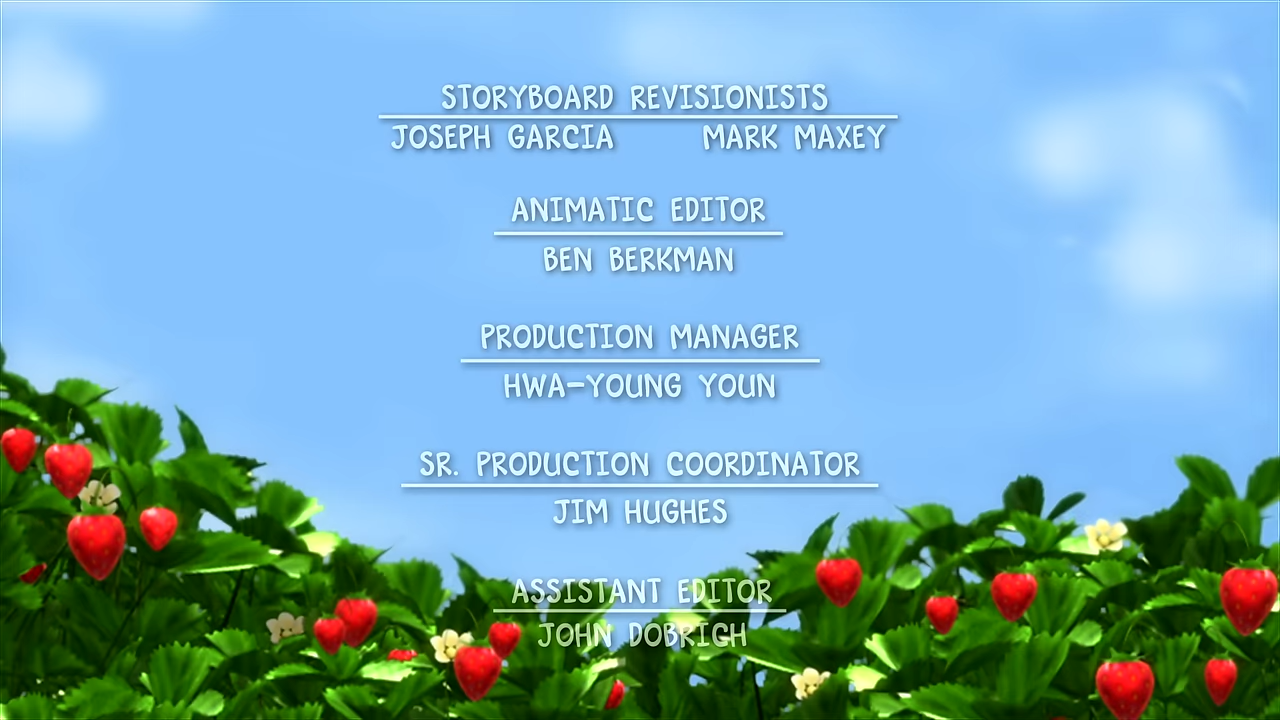 STORYBOARD REVISIONISTS
JOSEPH GARCIA MARK MAXEY
ANIMATIC EDITOR
BEN BERKMAN
PRODUCTION MANAGER
HWA-YOUNG YOUN
SR. PRODUCTION COORDINATOR
JIM HUGHES
ASSISTANT EDITOR
JOHN DOBRIGH